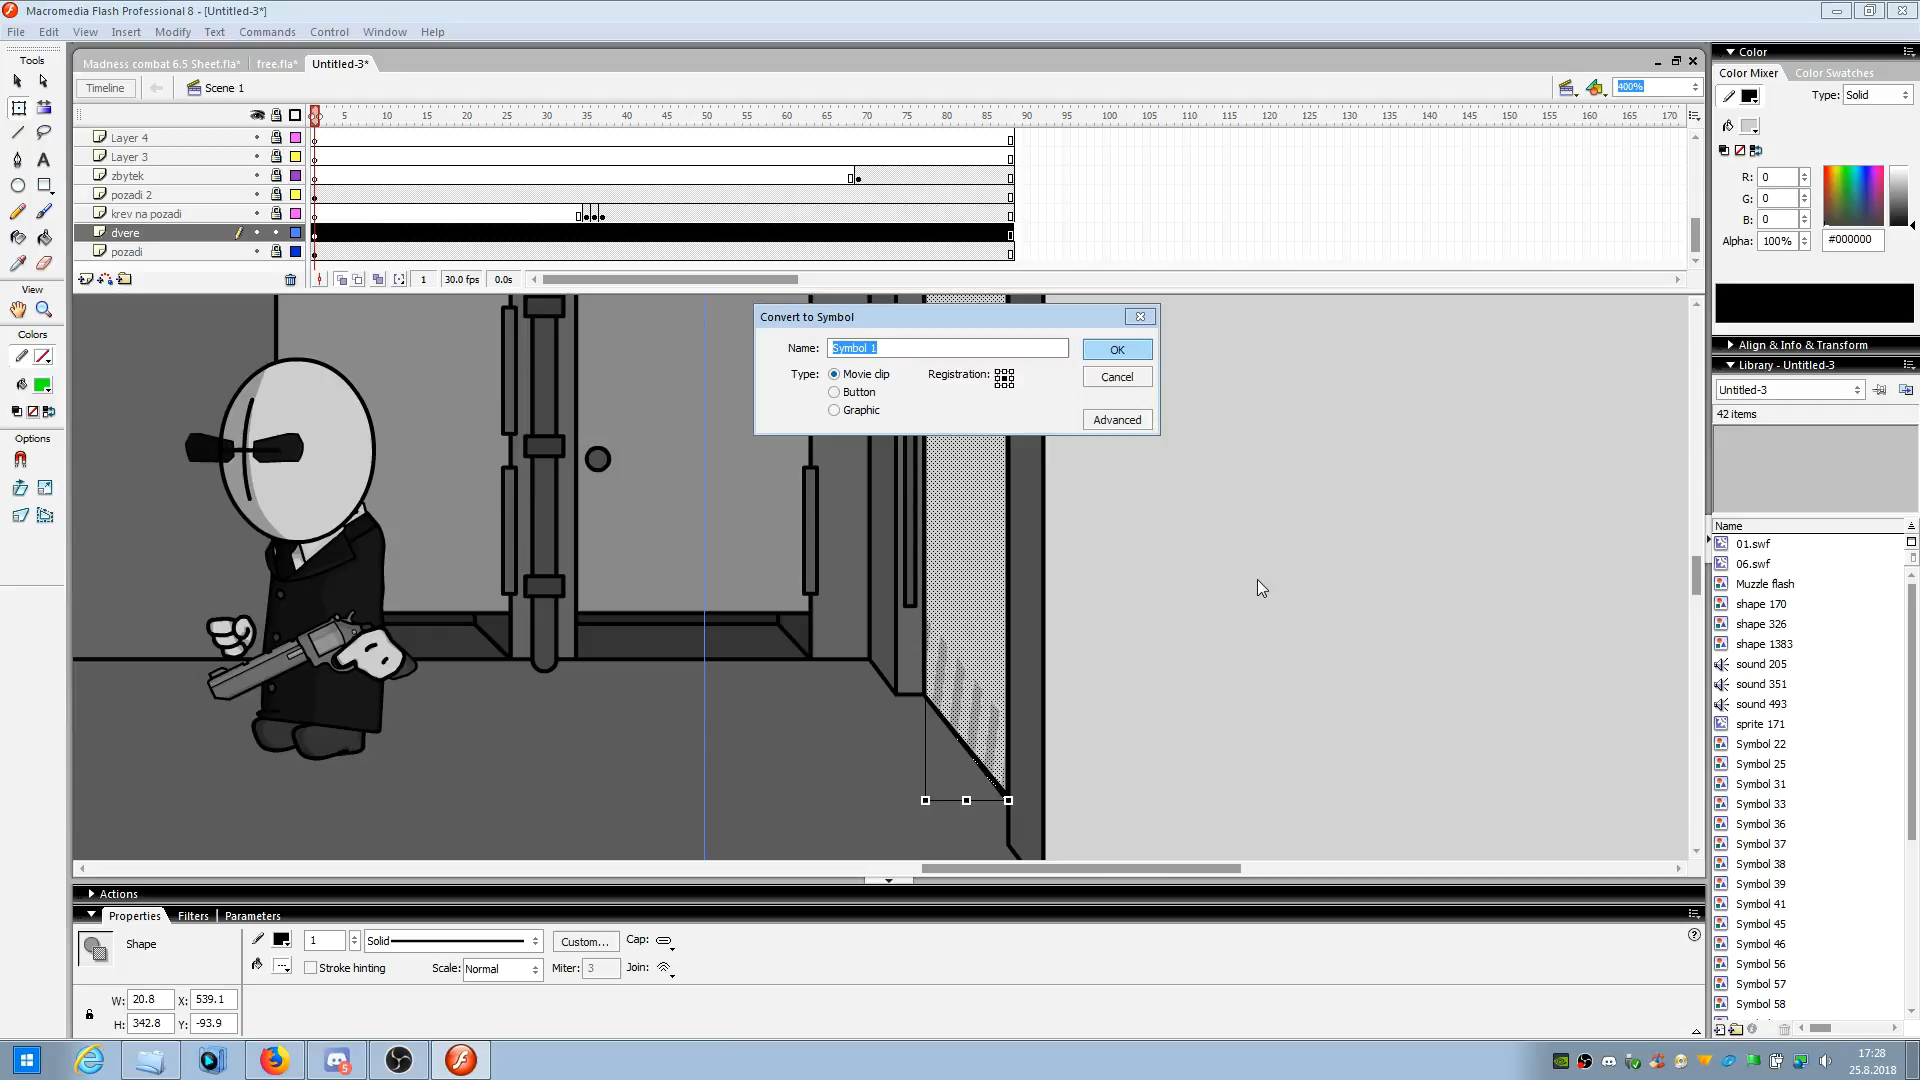 Macromedia Flash Professional 8 - [Untitled-3*]
File Edit View Insert Modify Text Commands Control Window Help
Tools
Madness combat 6.5 Sheet.fla* free.fla* Untitled-3*
Timeline Scene 1 400%
5 10 15 20 25 30 35 40 45 50 55 60 65 70 75 80 85 90 95 100 105 110 115 120 125 130 135 140 145 150 155 160 165 170
Layer 4
Layer 3
zbytek
pozadi 2
krev na pozadi
dvere
pozadi
1 30.0 fps 0.0s
View
Colors
Options
Convert to Symbol
Name: Symbol 1 OK
Type: Movie clip Registration: Cancel
Button
Graphic Advanced
Color
Color Mixer Color Swatches
Type: Solid
R: 0
G: 0
B: 0
Alpha: 100% #000000
Align & Info & Transform
Library - Untitled-3
Untitled-3
42 items
Name
01.swf
06.swf
Muzzle flash
shape 170
shape 326
shape 1383
sound 205
sound 351
sound 493
sprite 171
Symbol 22
Symbol 25
Symbol 31
Symbol 33
Symbol 36
Symbol 37
Symbol 38
Symbol 39
Symbol 41
Symbol 45
Symbol 46
Symbol 56
Symbol 57
Symbol 58
Actions
Properties Filters Parameters
Shape 1 Solid Custom... Cap:
Stroke hinting Scale: Normal Miter: 3 Join:
W: 20.8 X: 539.1
H: 342.8 Y: -93.9
5
17:28
25.8.2018